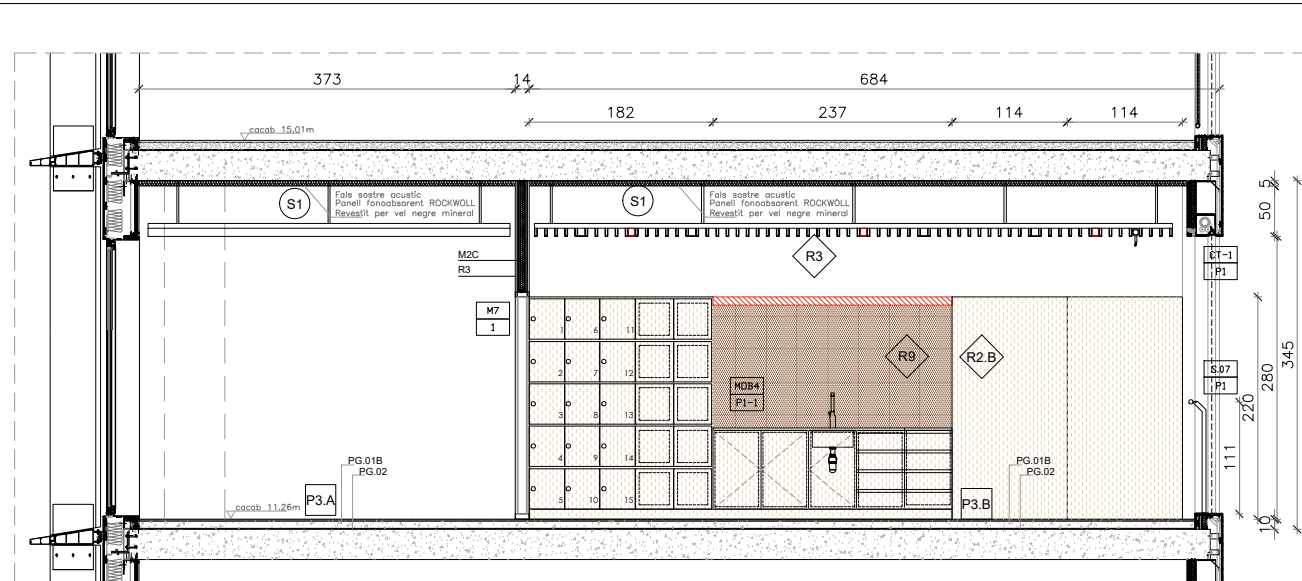 373
14
684
182
237
114
114
cacab 15.01m
S1
Fals sostre acustic
Panell fonoabsorent ROCKWOLL
Revestit per vel negre mineral
S1
Fals sostre acustic
Panell fonoabsorent ROCKWOLL
Revestit per vel negre mineral
5
50
M2C
R3
R3
CT-1
P1
M7
1
1
6
11
2
7
12
3
8
13
4
9
14
5
10
15
R9
R2.B
MOB4
P1-1
S.07
P1
345
280
220
111
10
PG.01B
PG.02
P3.A
cacab 11.26m
PG.01B
PG.02
P3.B